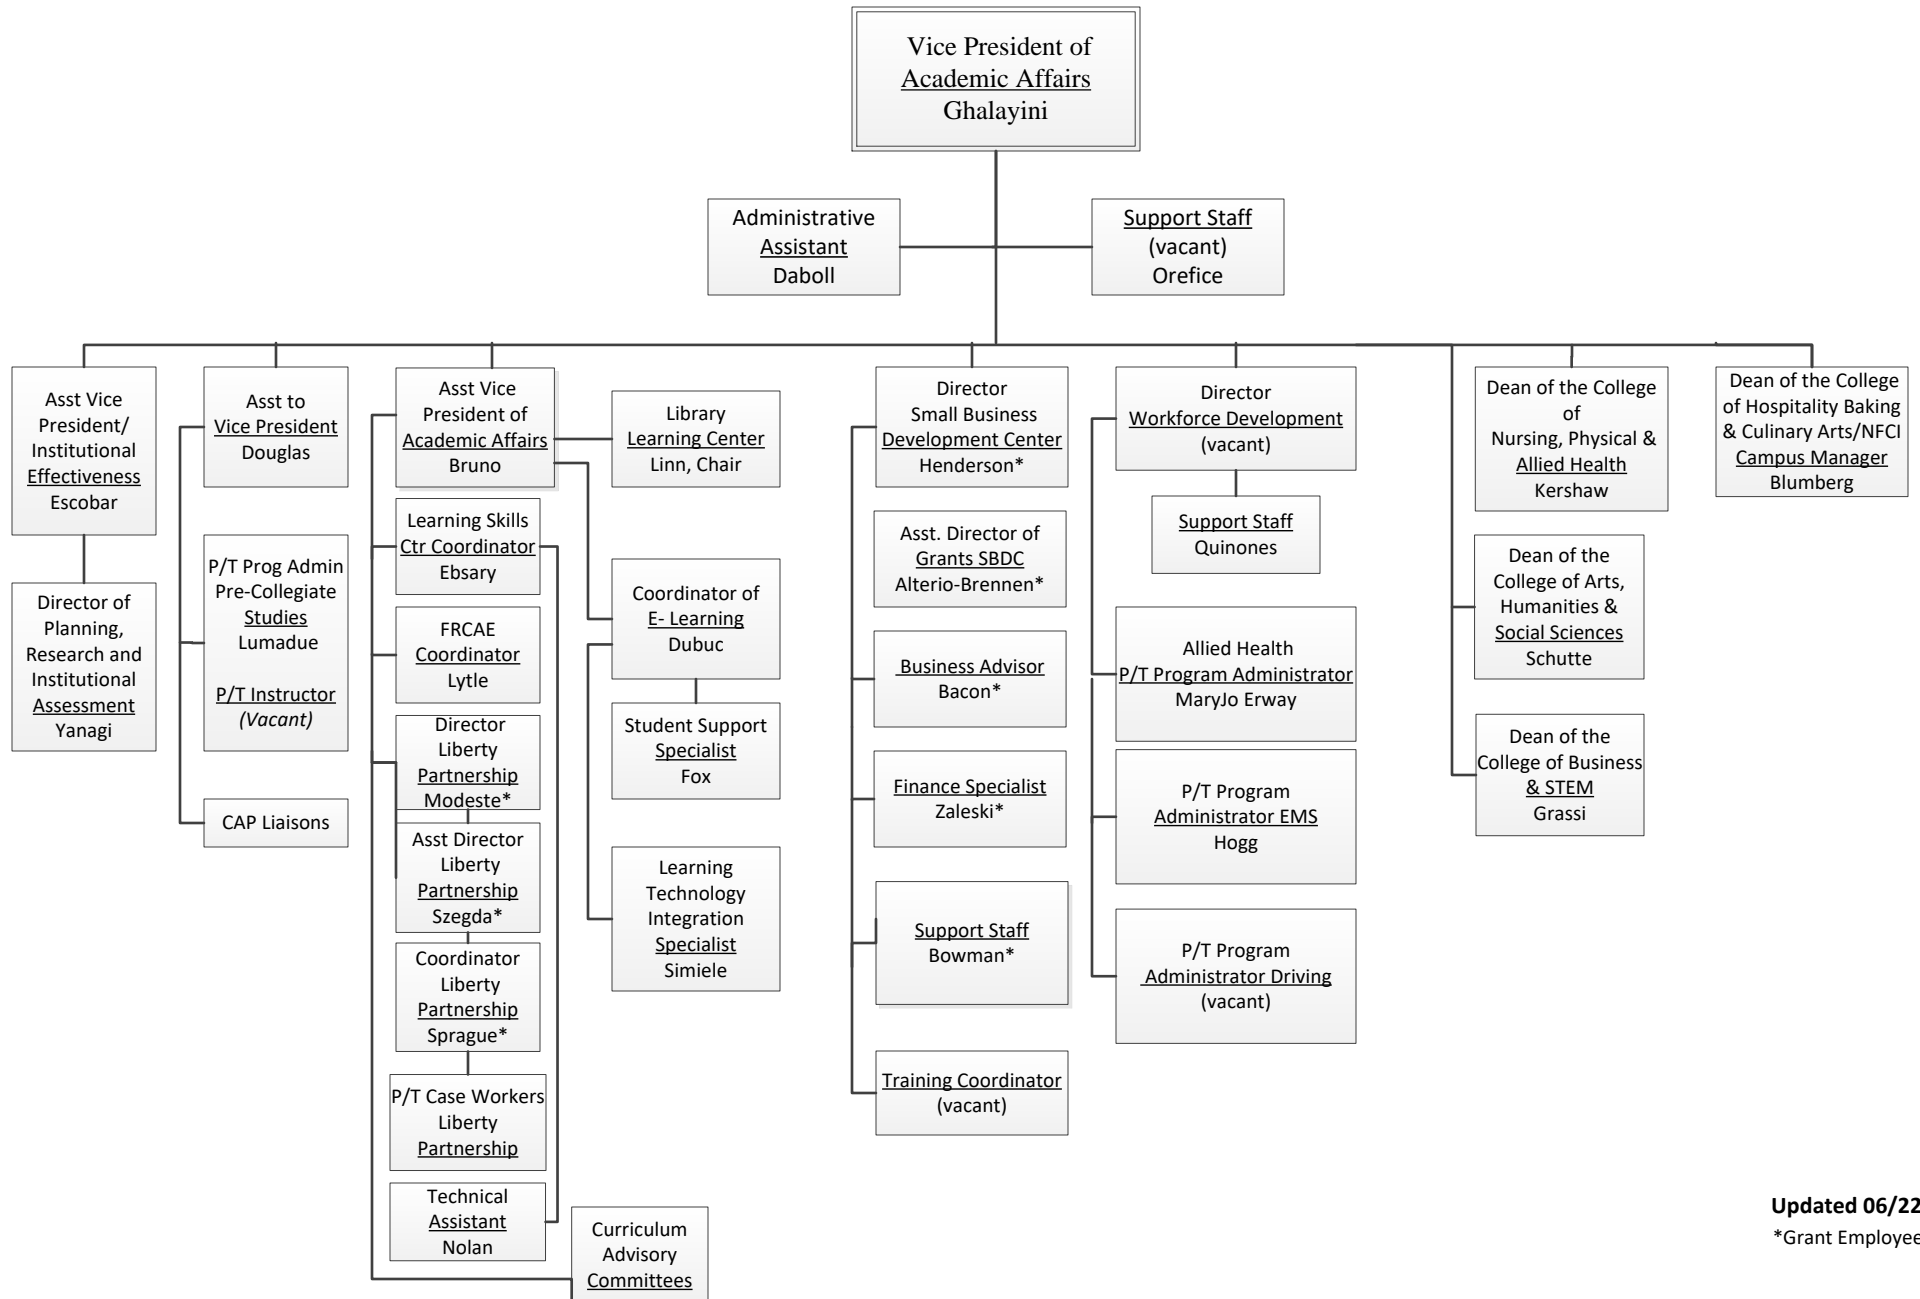 Vice President of
Academic Affairs
Ghalayini
Administrative
Assistant
Daboll
Support Staff
(vacant)
Orefice
Asst Vice
President/
Institutional
Effectiveness
Escobar
Director of
Planning,
Research and
Institutional
Assessment
Yanagi
Asst to
Vice President
Douglas
P/T Prog Admin
Pre-Collegiate
Studies
Lumadue
P/T Instructor
(Vacant)
CAP Liaisons
Asst Vice
President of
Academic Affairs
Bruno
Learning Skills
Ctr Coordinator
Ebsary
FRCAE
Coordinator
Lytle
Director
Liberty
Partnership
Modeste*
Asst Director
Liberty
Partnership
Szegda*
Coordinator
Liberty
Partnership
Sprague*
P/T Case Workers
Liberty
Partnership
Technical
Assistant
Nolan
Curriculum
Advisory
Committees
Library
Learning Center
Linn, Chair
Coordinator of
E- Learning
Dubuc
Student Support
Specialist
Fox
Learning
Technology
Integration
Specialist
Simiele
Director
Small Business
Development Center
Henderson*
Asst. Director of
Grants SBDC
Alterio-Brennen*
Business Advisor
Bacon*
Finance Specialist
Zaleski*
Support Staff
Bowman*
Training Coordinator
(vacant)
Director
Workforce Development
(vacant)
Support Staff
Quinones
Allied Health
P/T Program Administrator
MaryJo Erway
P/T Program
Administrator EMS
Hogg
P/T Program
Administrator Driving
(vacant)
Dean of the College
of
Nursing, Physical &
Allied Health
Kershaw
Dean of the
College of Arts,
Humanities &
Social Sciences
Schutte
Dean of the
College of Business
& STEM
Grassi
Dean of the College
of Hospitality Baking
& Culinary Arts/NFCI
Campus Manager
Blumberg
Updated 06/22
*Grant Employee